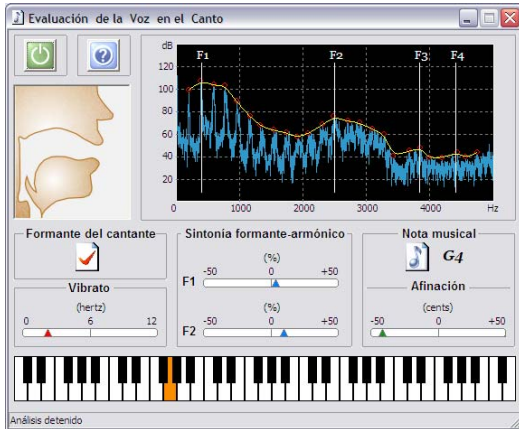 Evaluación de la Voz en el Canto
dB
F1 F2 F3 F4
120
100
80
60
40
20
0 1000 2000 3000 4000 Hz
Formante del cantante
Vibrato
(hertz)
0 6 12
Sintonía formante-armónico
(%)
-50 0 +50
F1
(%)
-50 0 +50
F2
Nota musical
G4
Afinación
(cents)
-50 0 +50
Análisis detenido